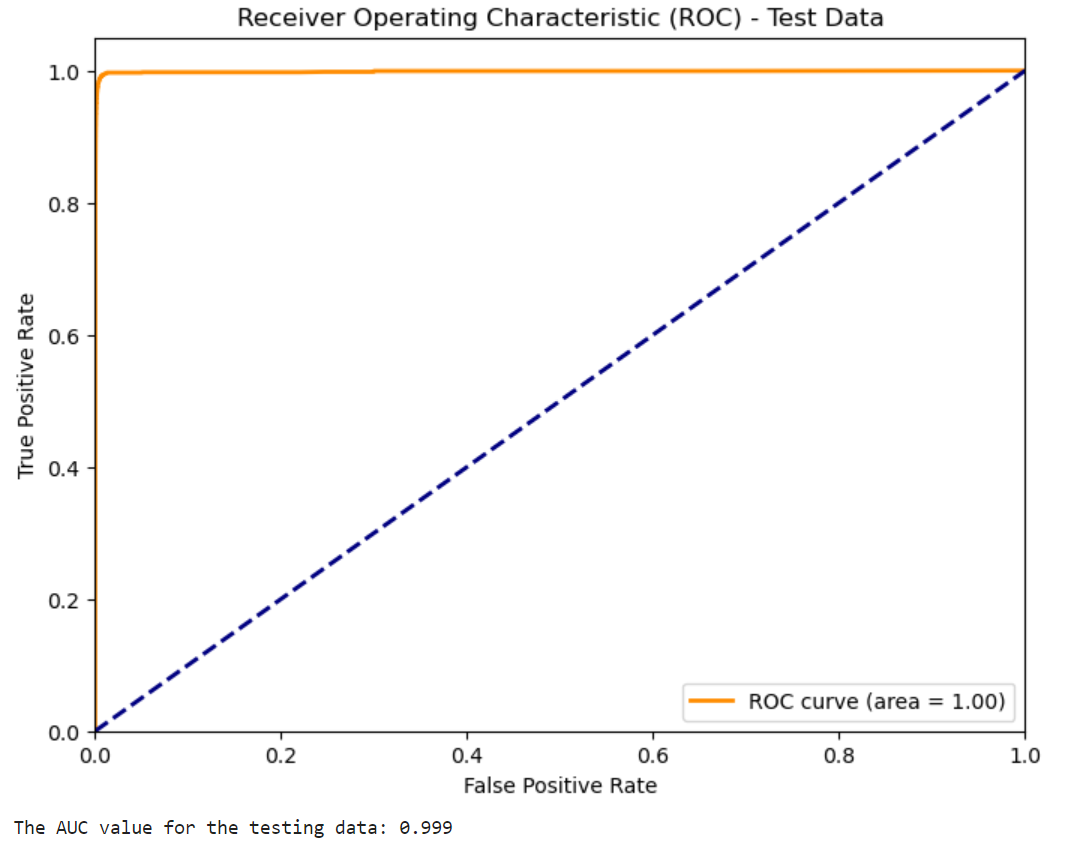 Receiver Operating Characteristic (ROC) - Test Data
1.0
0.8
0.6
0.4
0.2
0.0
True Positive Rate
ROC curve (area = 1.00)
0.0 0.2 0.4 0.6 0.8 1.0
False Positive Rate
The AUC value for the testing data: 0.999